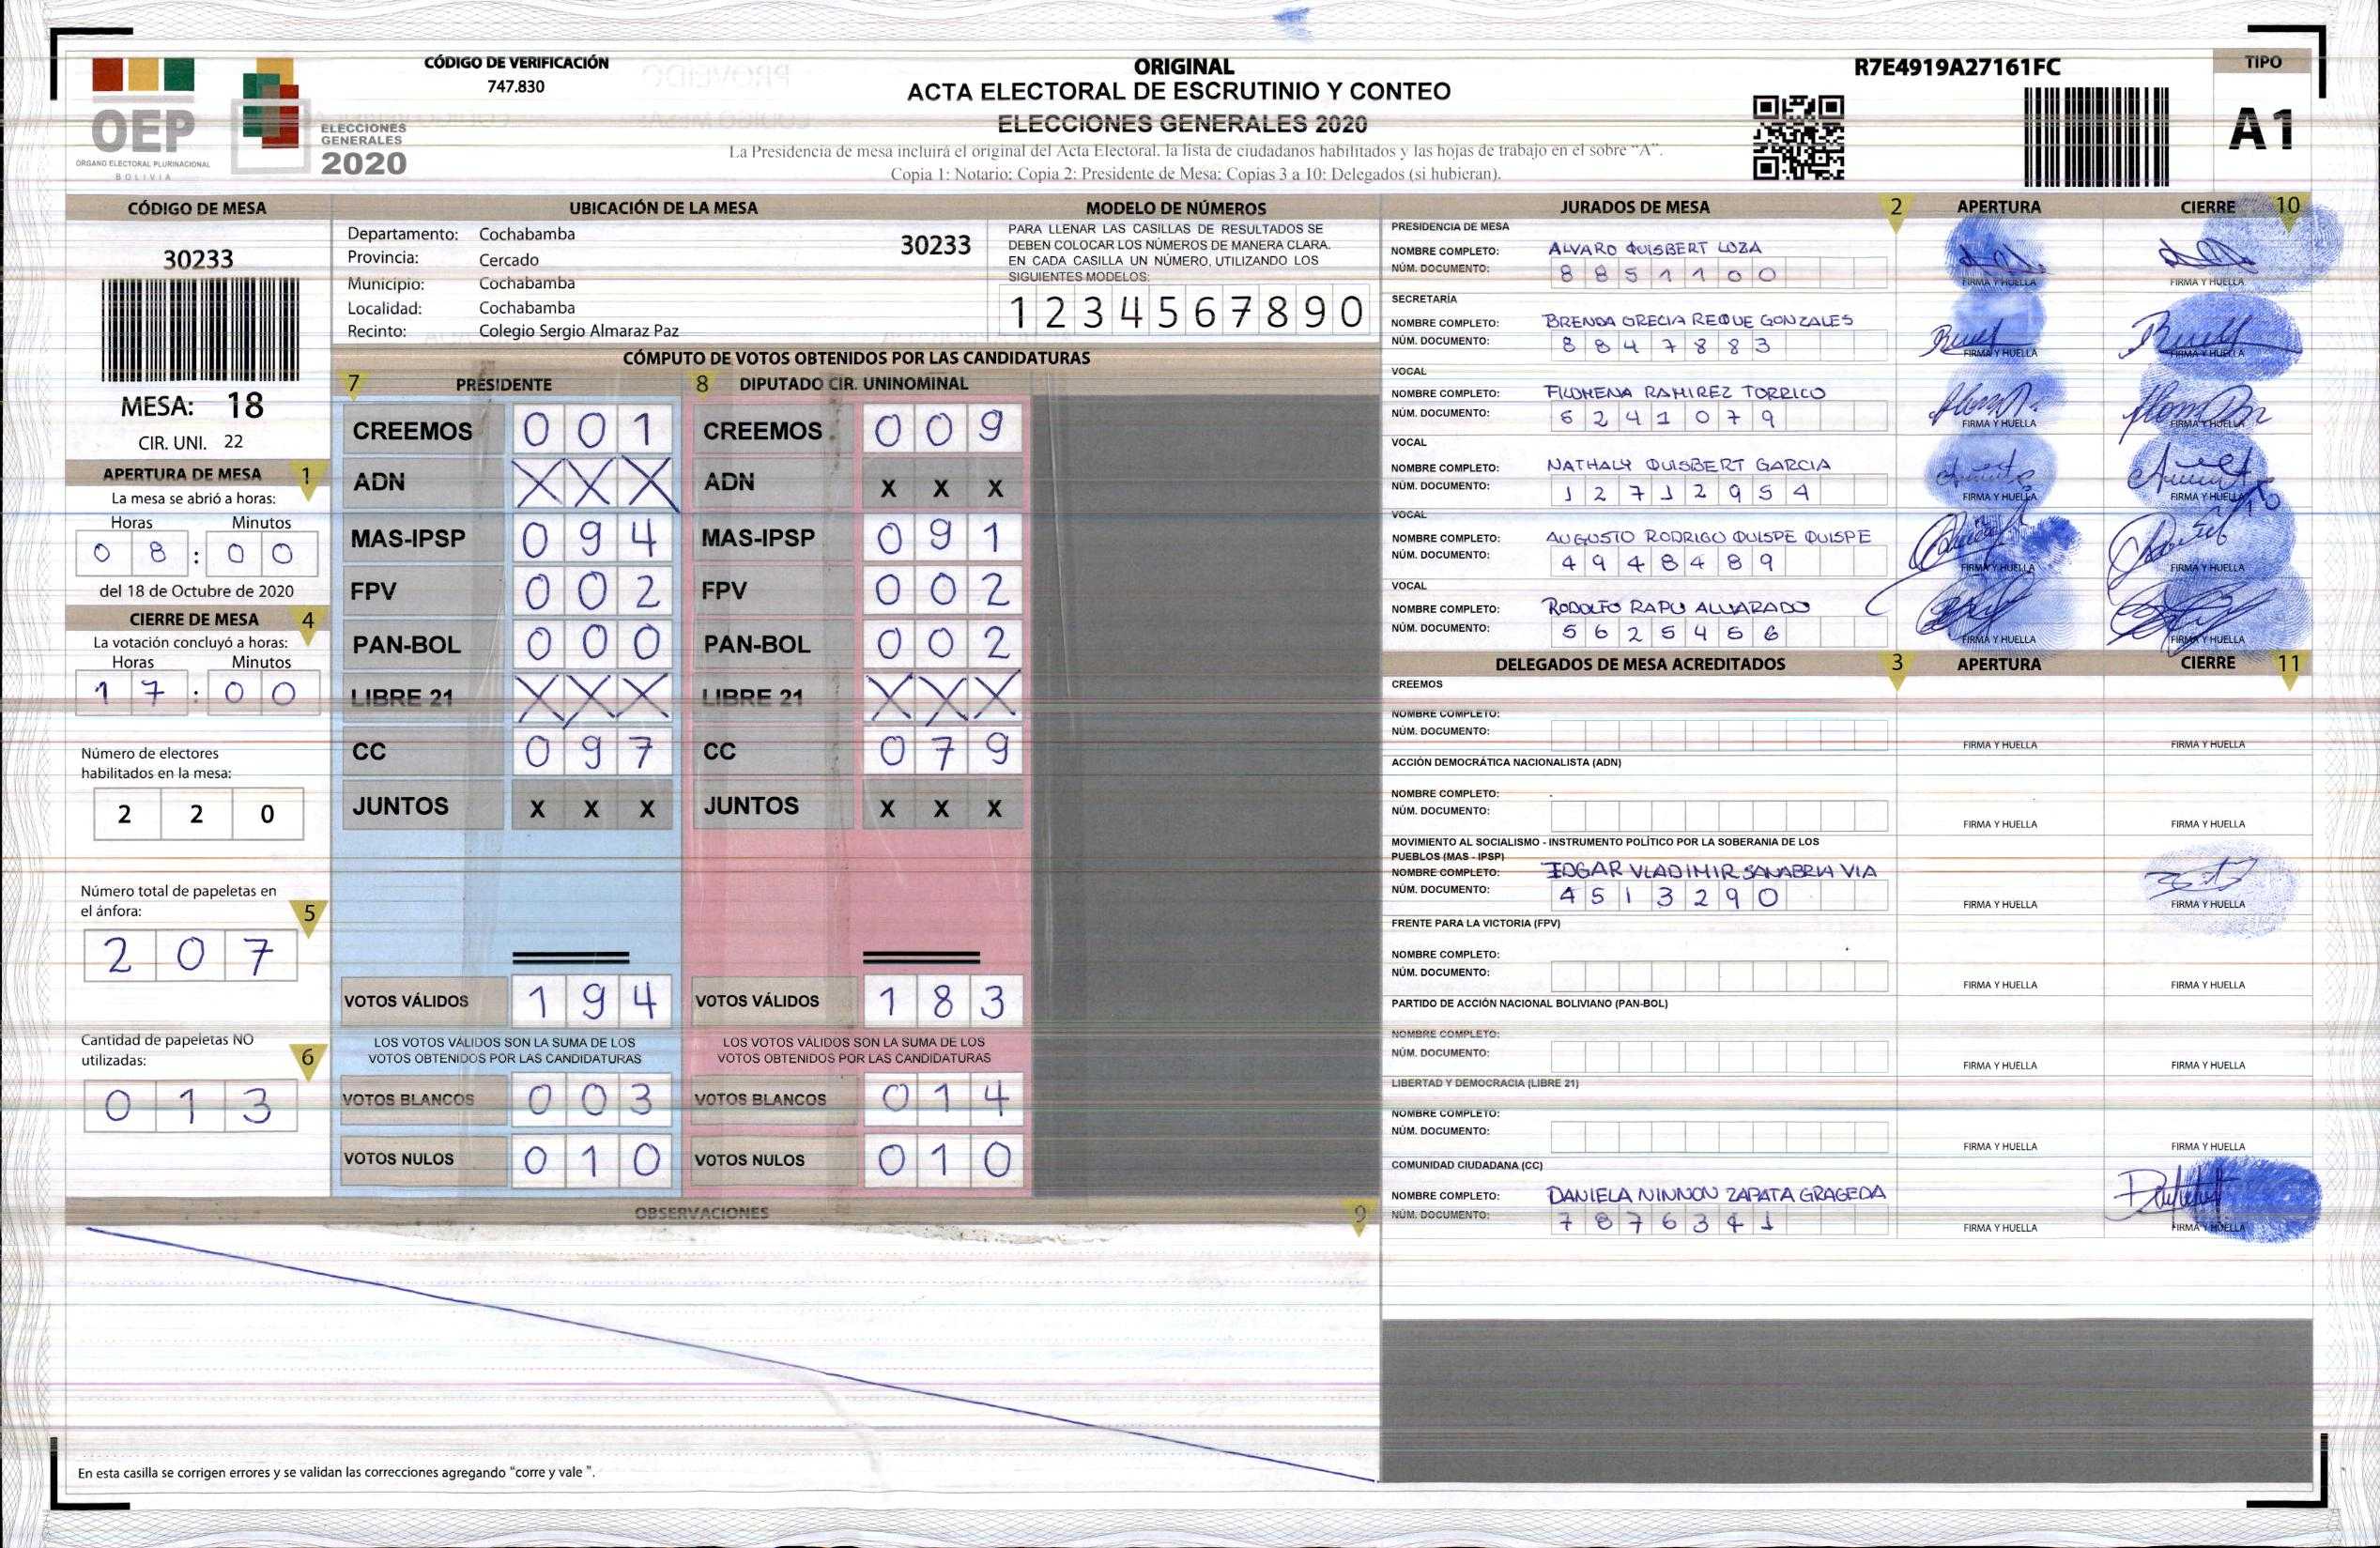 CÓDIGO DE VERIFICACIÓN
747.830
OEP
ÓRGANO ELECTORAL PLURINACIONAL
BOLIVIA
ELECCIONES
GENERALES
2020
ORIGINAL
ACTA ELECTORAL DE ESCRUTINIO Y CONTEO
ELECCIONES GENERALES 2020
La Presidencia de mesa incluirá el original del Acta Electoral, la lista de ciudadanos habilitados y las hojas de trabajo en el sobre "A".
Copia 1: Notario; Copia 2: Presidente de Mesa; Copias 3 a 10: Delegados (si hubieran).
R7E4919A27161FC
TIPO
A1
CÓDIGO DE MESA
30233
MESA: 18
CIR. UNI. 22
APERTURA DE MESA 1
La mesa se abrió a horas:
Horas Minutos
0 8 : 0 0
del 18 de Octubre de 2020
CIERRE DE MESA 4
La votación concluyó a horas:
Horas Minutos
1 7 : 0 0
Número de electores
habilitados en la mesa:
2 2 0
Número total de papeletas en
el ánfora: 5
2 0 7
Cantidad de papeletas NO
utilizadas: 6
0 1 3
UBICACIÓN DE LA MESA
Departamento: Cochabamba
Provincia: Cercado
Municipio: Cochabamba
Localidad: Cochabamba
Recinto: Colegio Sergio Almaraz Paz
30233
MODELO DE NÚMEROS
PARA LLENAR LAS CASILLAS DE RESULTADOS SE
DEBEN COLOCAR LOS NÚMEROS DE MANERA CLARA.
EN CADA CASILLA UN NÚMERO, UTILIZANDO LOS
SIGUIENTES MODELOS:
1 2 3 4 5 6 7 8 9 0
CÓMPUTO DE VOTOS OBTENIDOS POR LAS CANDIDATURAS
7 PRESIDENTE 8 DIPUTADO CIR. UNINOMINAL
CREEMOS 0 0 1 CREEMOS 0 0 9
ADN X X X ADN X X X
MAS-IPSP 0 9 4 MAS-IPSP 0 9 1
FPV 0 0 2 FPV 0 0 2
PAN-BOL 0 0 0 PAN-BOL 0 0 2
LIBRE 21 X X X LIBRE 21 X X X
CC 0 9 7 CC 0 7 9
JUNTOS X X X JUNTOS X X X
VOTOS VÁLIDOS 1 9 4 VOTOS VÁLIDOS 1 8 3
LOS VOTOS VÁLIDOS SON LA SUMA DE LOS LOS VOTOS VÁLIDOS SON LA SUMA DE LOS
VOTOS OBTENIDOS POR LAS CANDIDATURAS VOTOS OBTENIDOS POR LAS CANDIDATURAS
VOTOS BLANCOS 0 0 3 VOTOS BLANCOS 0 1 4
VOTOS NULOS 0 1 0 VOTOS NULOS 0 1 0
OBSERVACIONES 9
En esta casilla se corrigen errores y se validan las correcciones agregando "corre y vale ".
JURADOS DE MESA 2 APERTURA CIERRE 10
PRESIDENCIA DE MESA
NOMBRE COMPLETO: ALVARO QUISBERT LOZA
NÚM. DOCUMENTO: 8 8 5 1 1 0 0
FIRMA Y HUELLA FIRMA Y HUELLA
SECRETARÍA
NOMBRE COMPLETO: BRENDA GRECIA REQUE GONZALES
NÚM. DOCUMENTO: 8 8 4 7 8 8 3
FIRMA Y HUELLA FIRMA Y HUELLA
VOCAL
NOMBRE COMPLETO: FILOMENA RAMIREZ TORRICO
NÚM. DOCUMENTO: 5 2 4 1 0 7 9
FIRMA Y HUELLA FIRMA Y HUELLA
VOCAL
NOMBRE COMPLETO: NATHALY QUISBERT GARCIA
NÚM. DOCUMENTO: 1 2 7 1 2 9 5 4
FIRMA Y HUELLA FIRMA Y HUELLA
VOCAL
NOMBRE COMPLETO: AUGUSTO RODRIGO QUISPE QUISPE
NÚM. DOCUMENTO: 4 9 4 8 4 8 9
FIRMA Y HUELLA FIRMA Y HUELLA
VOCAL
NOMBRE COMPLETO: RODOLFO RAPU ALVARADO
NÚM. DOCUMENTO: 5 6 2 5 4 5 6
FIRMA Y HUELLA FIRMA Y HUELLA
DELEGADOS DE MESA ACREDITADOS 3 APERTURA CIERRE 11
CREEMOS
NOMBRE COMPLETO:
NÚM. DOCUMENTO:
FIRMA Y HUELLA FIRMA Y HUELLA
ACCIÓN DEMOCRÁTICA NACIONALISTA (ADN)
NOMBRE COMPLETO:
NÚM. DOCUMENTO:
FIRMA Y HUELLA FIRMA Y HUELLA
MOVIMIENTO AL SOCIALISMO - INSTRUMENTO POLÍTICO POR LA SOBERANIA DE LOS
PUEBLOS (MAS - IPSP)
NOMBRE COMPLETO: EDGAR VLADIMIR SANABRIA VIA
NÚM. DOCUMENTO: 4 5 1 3 2 9 0
FIRMA Y HUELLA FIRMA Y HUELLA
FRENTE PARA LA VICTORIA (FPV)
NOMBRE COMPLETO:
NÚM. DOCUMENTO:
FIRMA Y HUELLA FIRMA Y HUELLA
PARTIDO DE ACCIÓN NACIONAL BOLIVIANO (PAN-BOL)
NOMBRE COMPLETO:
NÚM. DOCUMENTO:
FIRMA Y HUELLA FIRMA Y HUELLA
LIBERTAD Y DEMOCRACIA (LIBRE 21)
NOMBRE COMPLETO:
NÚM. DOCUMENTO:
FIRMA Y HUELLA FIRMA Y HUELLA
COMUNIDAD CIUDADANA (CC)
NOMBRE COMPLETO: DANIELA NINNON ZAPATA GRAGEDA
NÚM. DOCUMENTO: 7 8 7 6 3 4 1
FIRMA Y HUELLA FIRMA Y HUELLA